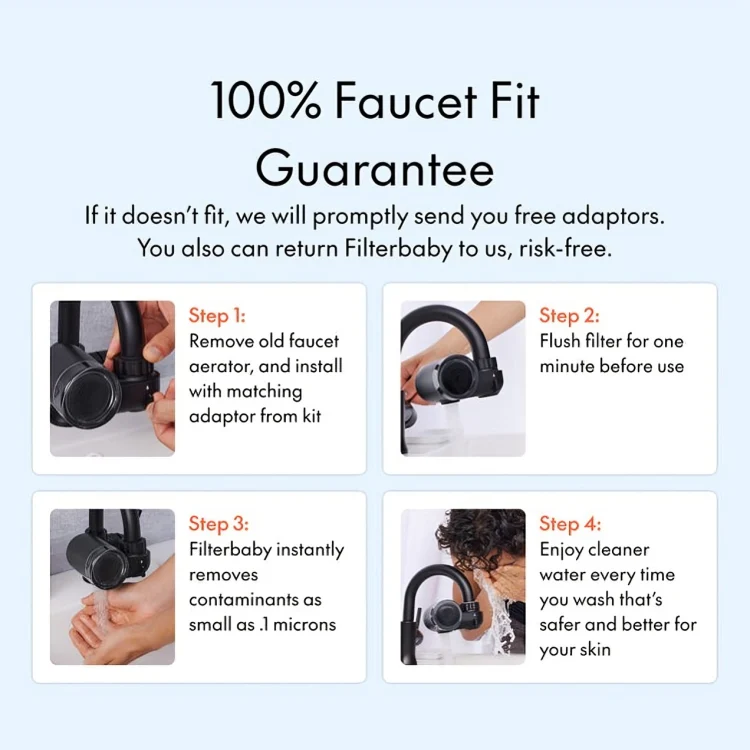 100% Faucet Fit
Guarantee
If it doesn't fit, we will promptly send you free adaptors.
You also can return Filterbaby to us, risk-free.
Step 1:
Remove old faucet
aerator, and install
with matching
adaptor from kit
Step 2:
Flush filter for one
minute before use
Step 3:
Filterbaby instantly
removes
contaminants as
small as .1 microns
Step 4:
Enjoy cleaner
water every time
you wash that's
safer and better for
your skin